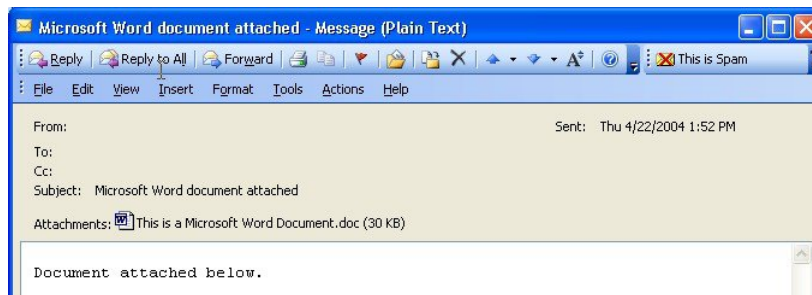 Microsoft Word document attached - Message (Plain Text)
Reply Reply to All Forward A This is Spam
File Edit View Insert Format Tools Actions Help
From: Sent: Thu 4/22/2004 1:52 PM
To:
Cc:
Subject: Microsoft Word document attached
Attachments: This is a Microsoft Word Document.doc (30 KB)
Document attached below.